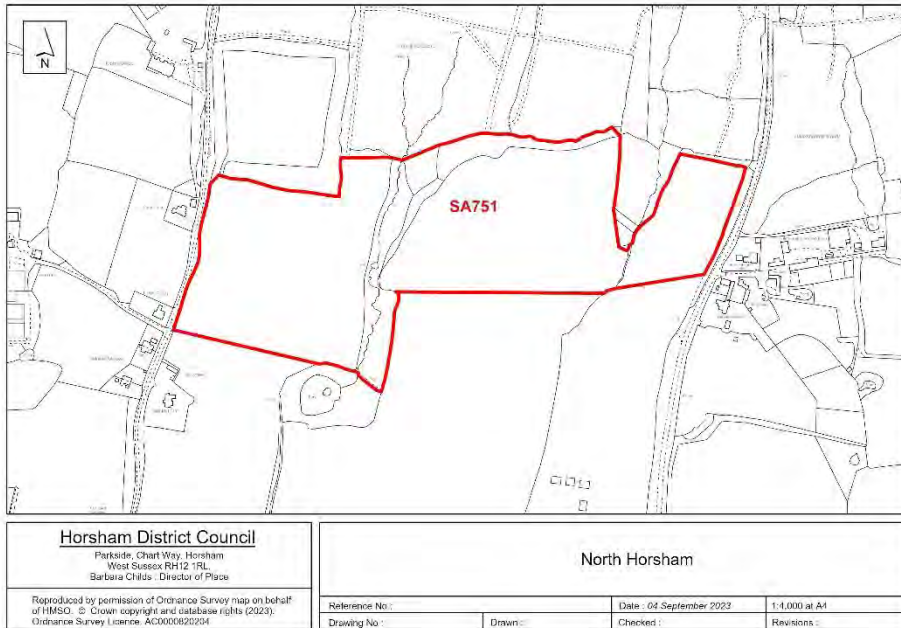 N
SA751
Horsham District Council
Parkside, Chart Way, Horsham
West Sussex RH12 1RL.
Barbara Childs : Director of Place
Reproduced by permission of Ordnance Survey map on behalf
of HMSO. © Crown copyright and database rights (2023).
Ordnance Survey Licence. AC0000820204
North Horsham
Reference No :
Date : 04 September 2023
1:4,000 at A4
Drawing No :
Drawn :
Checked :
Revisions :